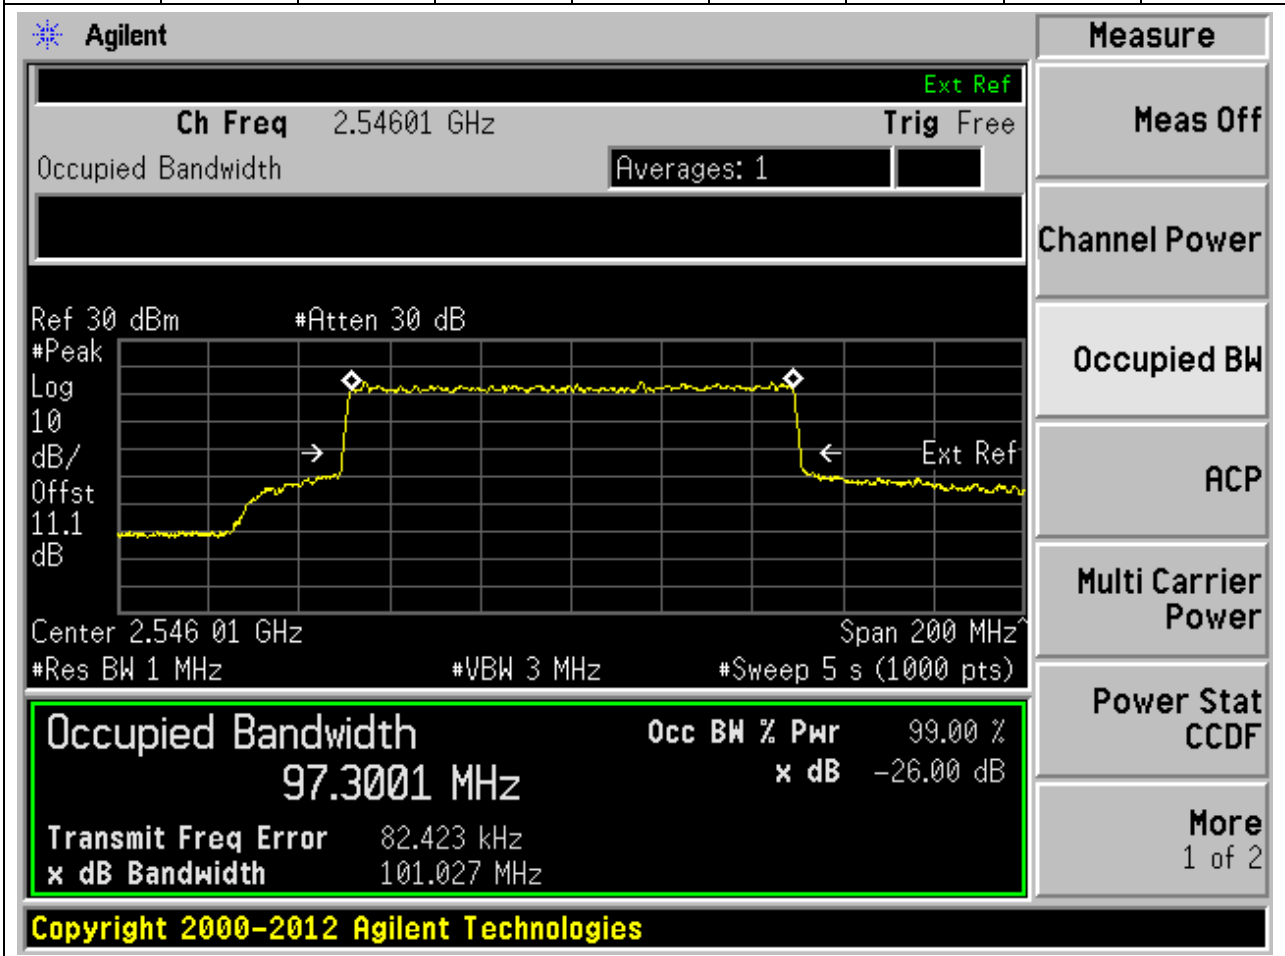 Agilent
Measure
Ext Ref
Ch Freq 2.54601 GHz Trig Free
Meas Off
Occupied Bandwidth Averages: 1
Channel Power
Ref 30 dBm #Atten 30 dB
#Peak
Log
10
dB/
Offst
11.1
dB
Ext Ref
Occupied BW
ACP
Center 2.546 01 GHz Span 200 MHz^
#Res BW 1 MHz #VBW 3 MHz #Sweep 5 s (1000 pts)
Multi Carrier
Power
Occupied Bandwidth Occ BW % Pwr 99.00 %
97.3001 MHz x dB -26.00 dB
Transmit Freq Error 82.423 kHz
x dB Bandwidth 101.027 MHz
Power Stat
CCDF
More
1 of 2
Copyright 2000-2012 Agilent Technologies